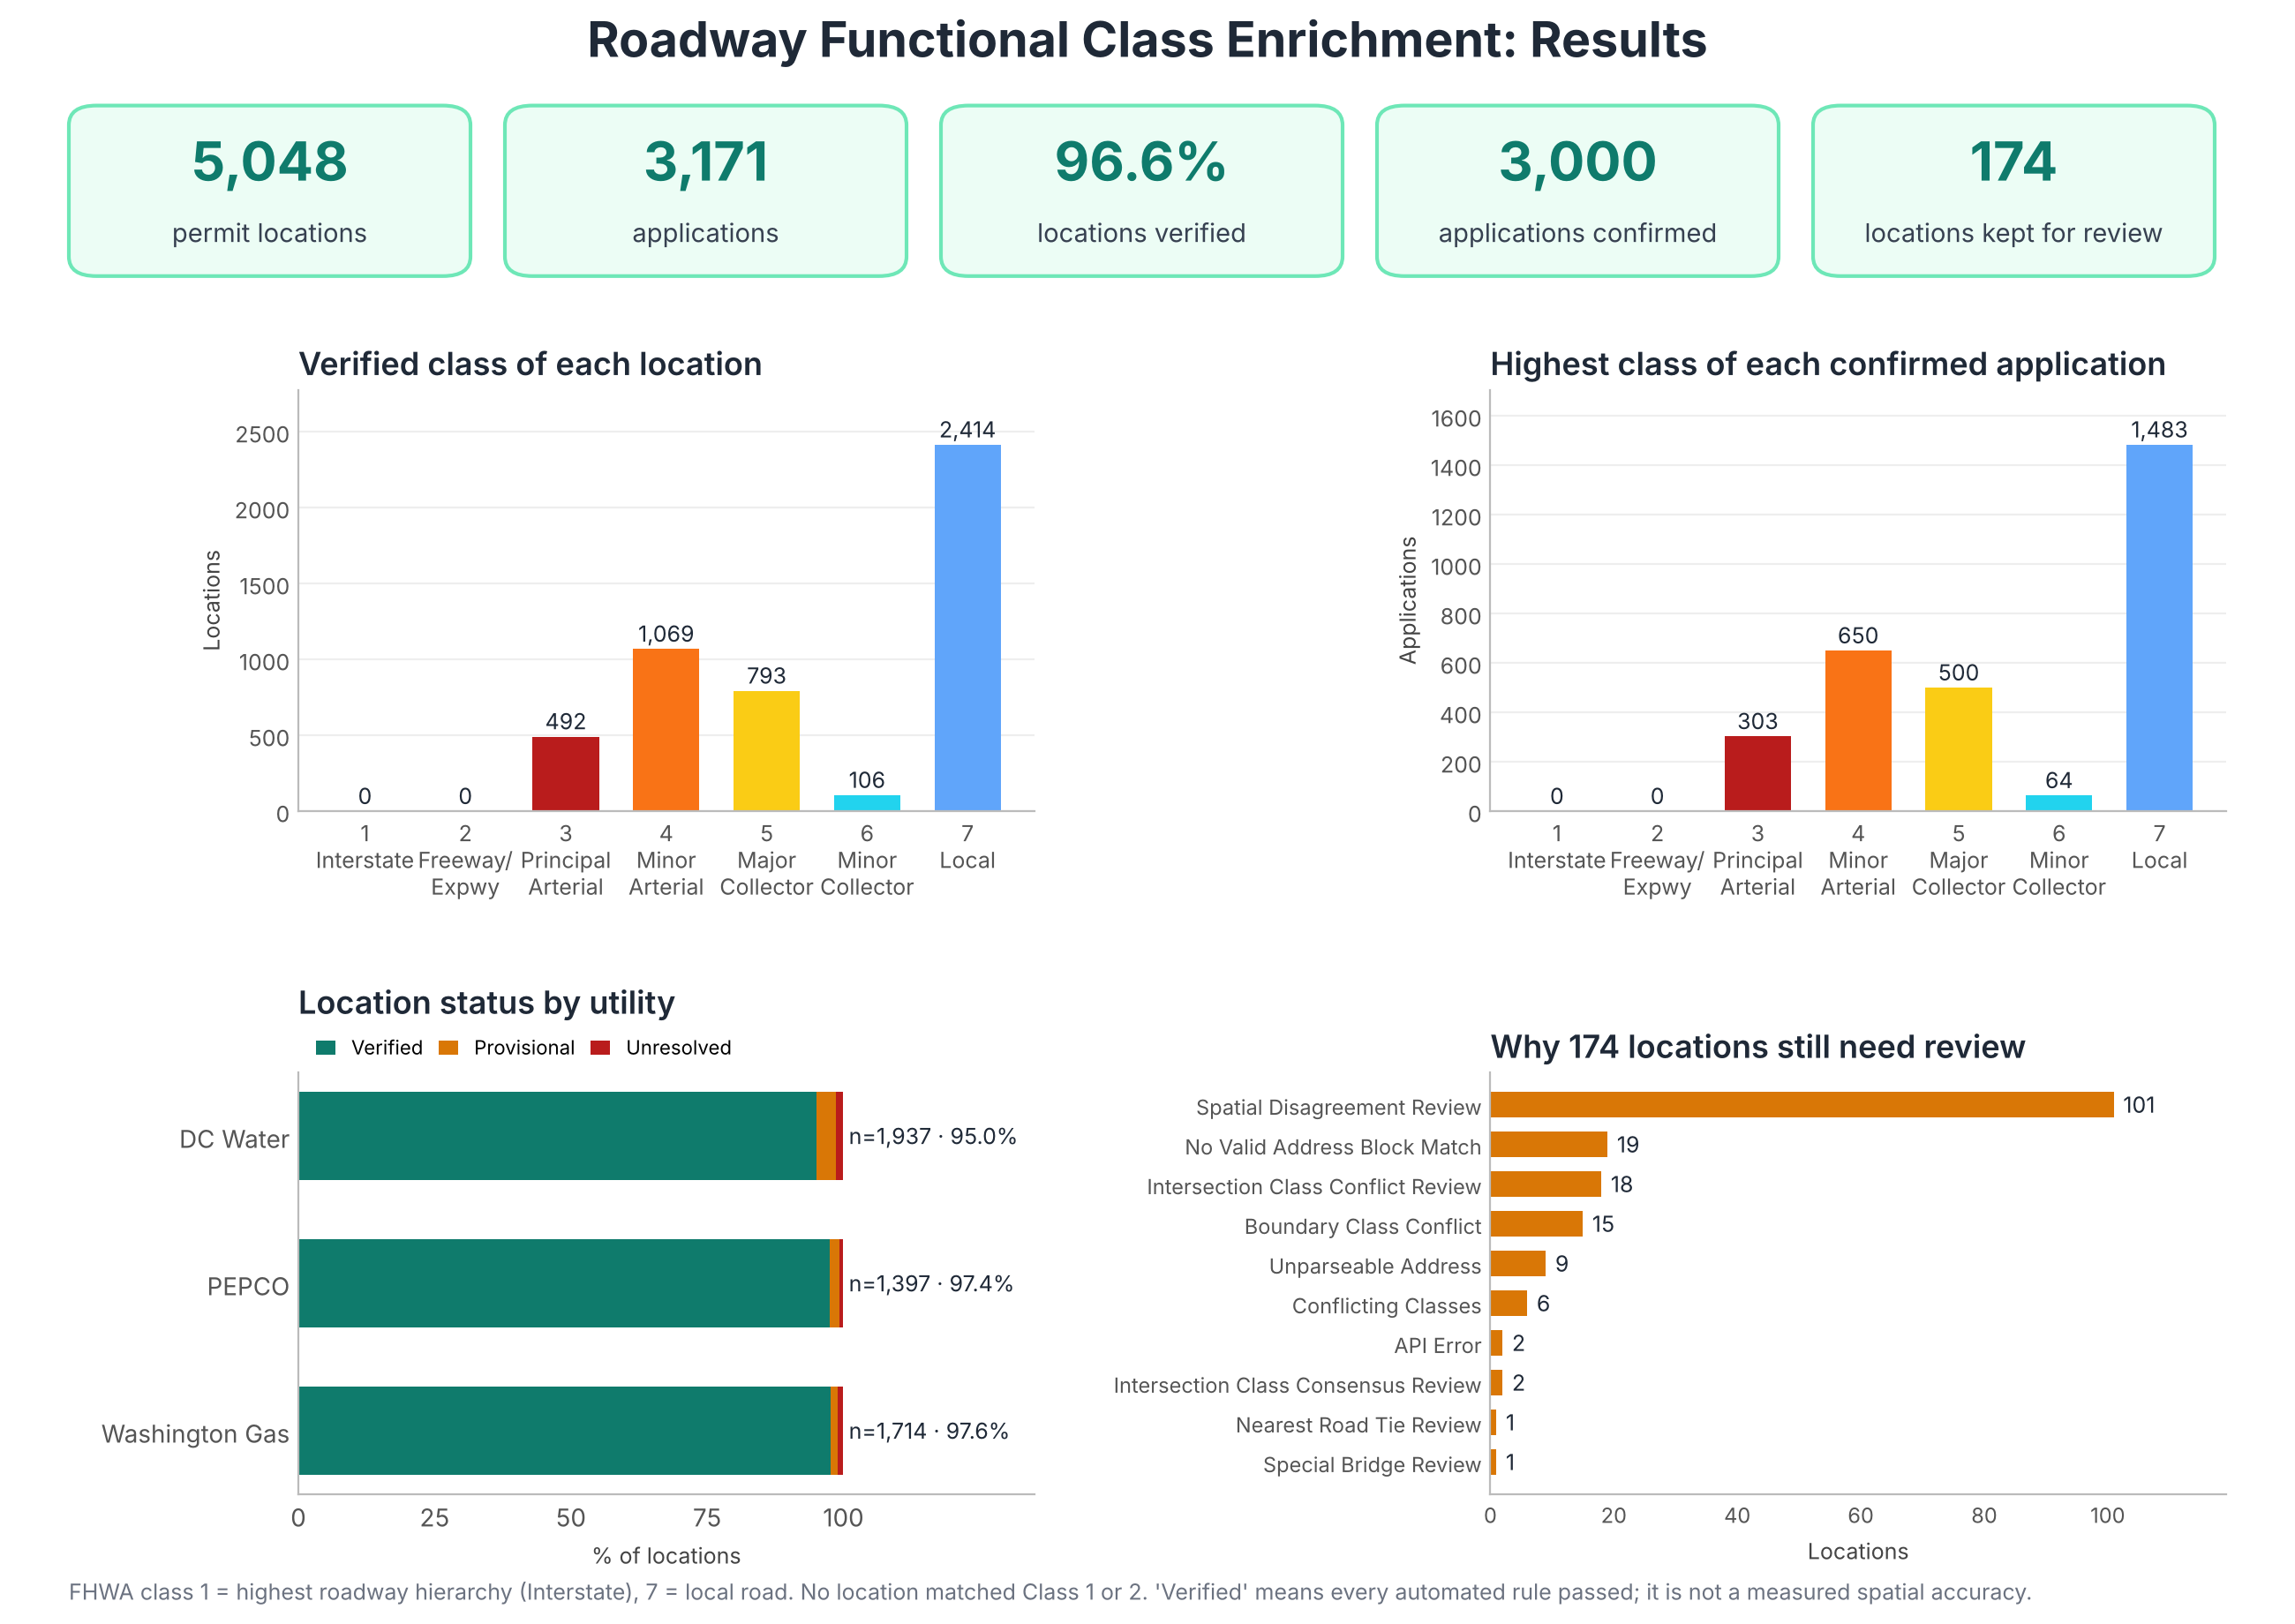 Roadway Functional Class Enrichment: Results
5,048
permit locations
3,171
applications
96.6%
locations verified
3,000
applications confirmed
174
locations kept for review
Verified class of each location
Locations
2500
2000
1500
1000
500
0
0
0
492
1,069
793
106
2,414
1
Interstate
2
Freeway/
Expwy
3
Principal
Arterial
4
Minor
Arterial
5
Major
Collector
6
Minor
Collector
7
Local
Highest class of each confirmed application
Applications
1600
1400
1200
1000
800
600
400
200
0
0
0
303
650
500
64
1,483
1
Interstate
2
Freeway/
Expwy
3
Principal
Arterial
4
Minor
Arterial
5
Major
Collector
6
Minor
Collector
7
Local
Location status by utility
Verified Provisional Unresolved
DC Water n=1,937 · 95.0%
PEPCO n=1,397 · 97.4%
Washington Gas n=1,714 · 97.6%
0 25 50 75 100
% of locations
Why 174 locations still need review
Spatial Disagreement Review 101
No Valid Address Block Match 19
Intersection Class Conflict Review 18
Boundary Class Conflict 15
Unparseable Address 9
Conflicting Classes 6
API Error 2
Intersection Class Consensus Review 2
Nearest Road Tie Review 1
Special Bridge Review 1
0 20 40 60 80 100
Locations
FHWA class 1 = highest roadway hierarchy (Interstate), 7 = local road. No location matched Class 1 or 2. 'Verified' means every automated rule passed; it is not a measured spatial accuracy.